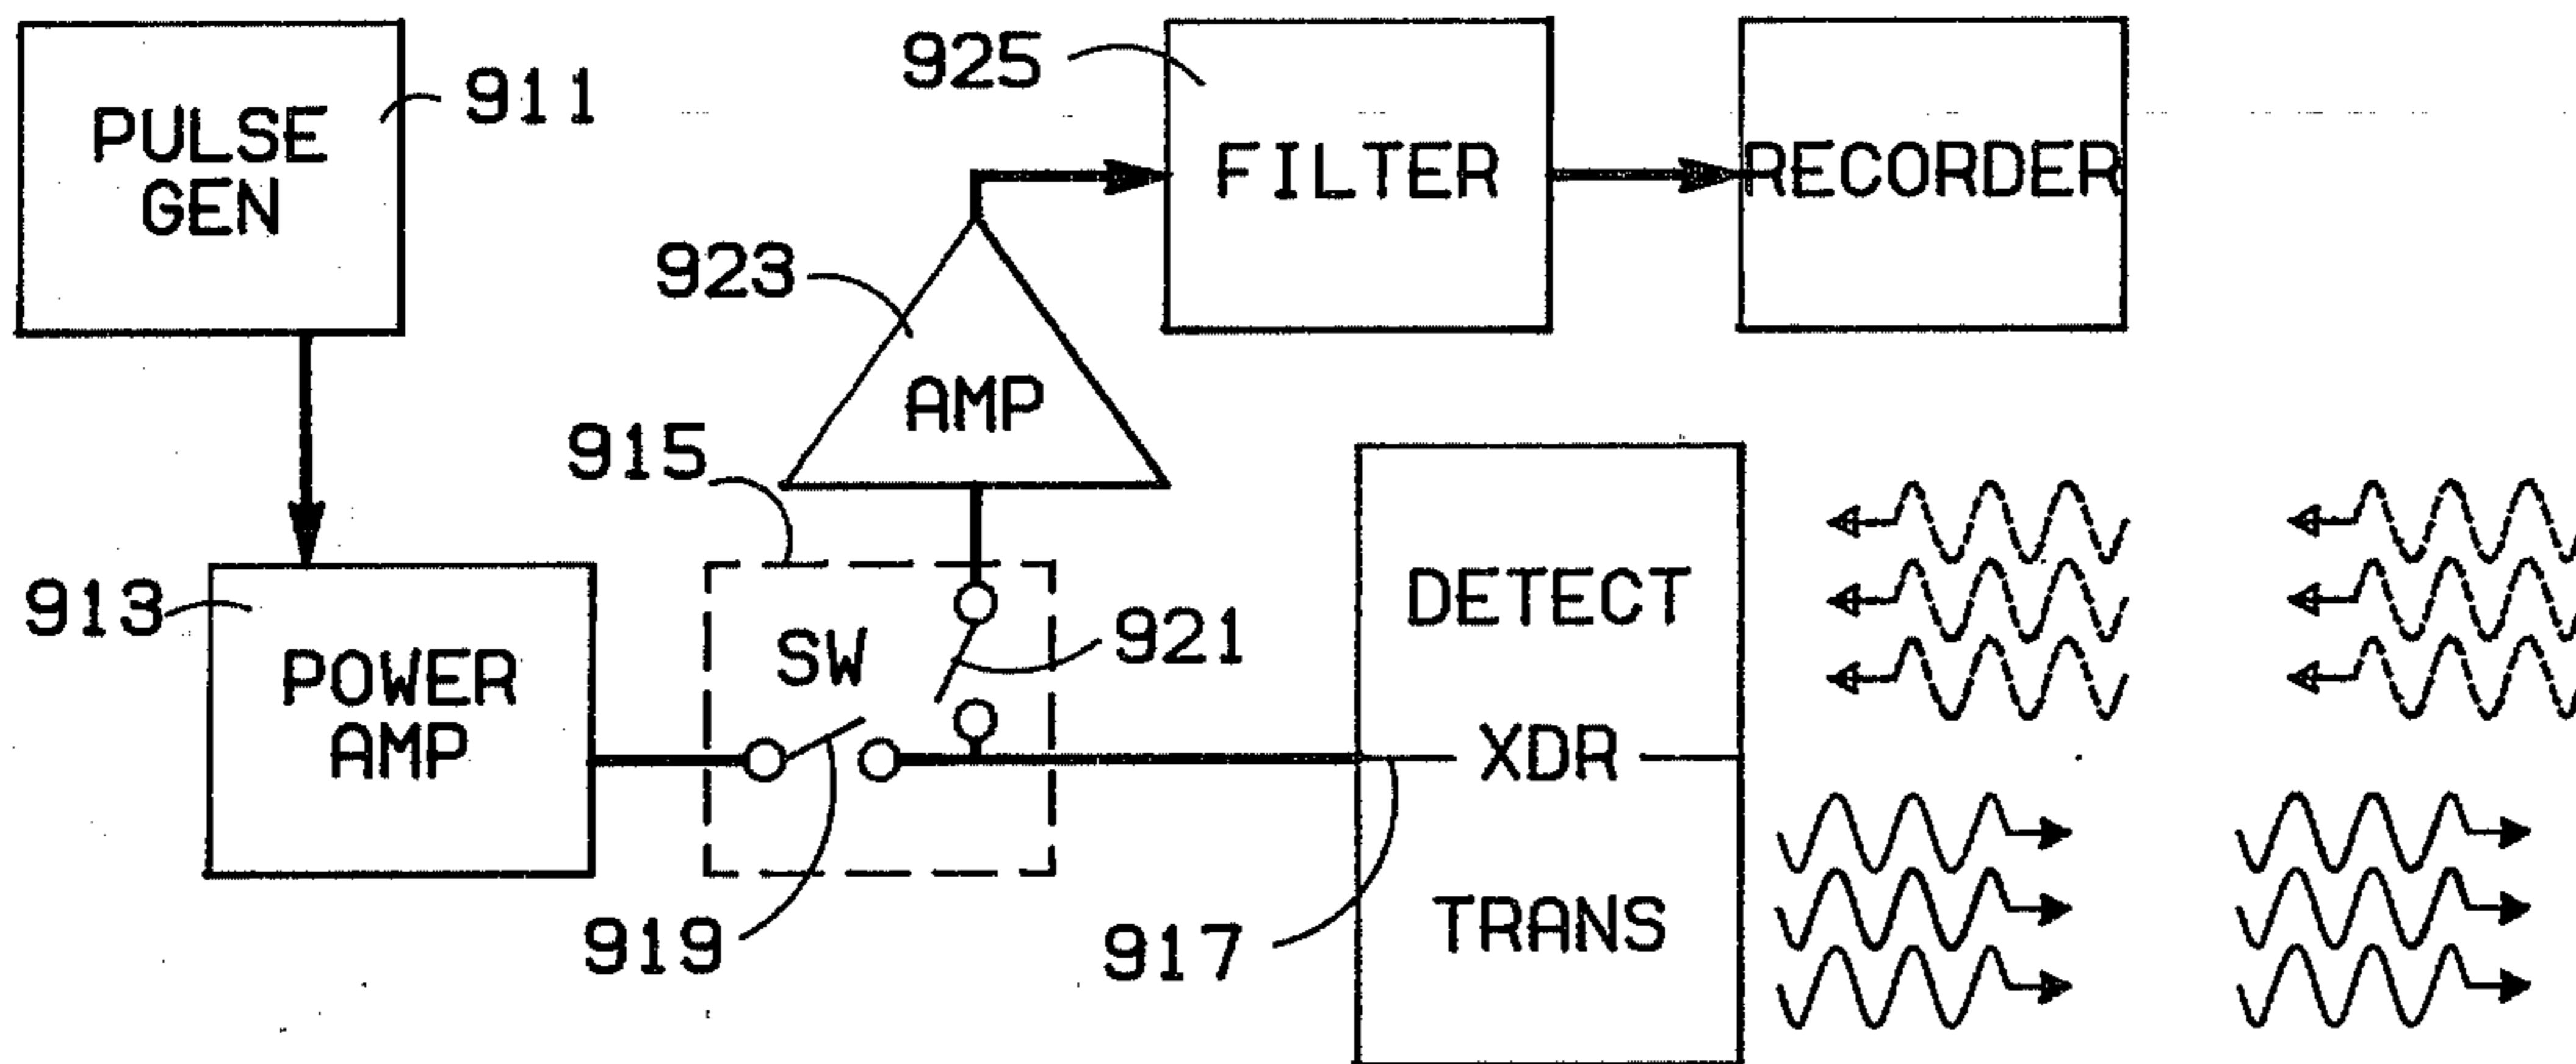 PULSE
GEN
911
925
FILTER
RECORDER
923
AMP
915
913
POWER
AMP
SW
921
919
917
DETECT
XDR
TRANS